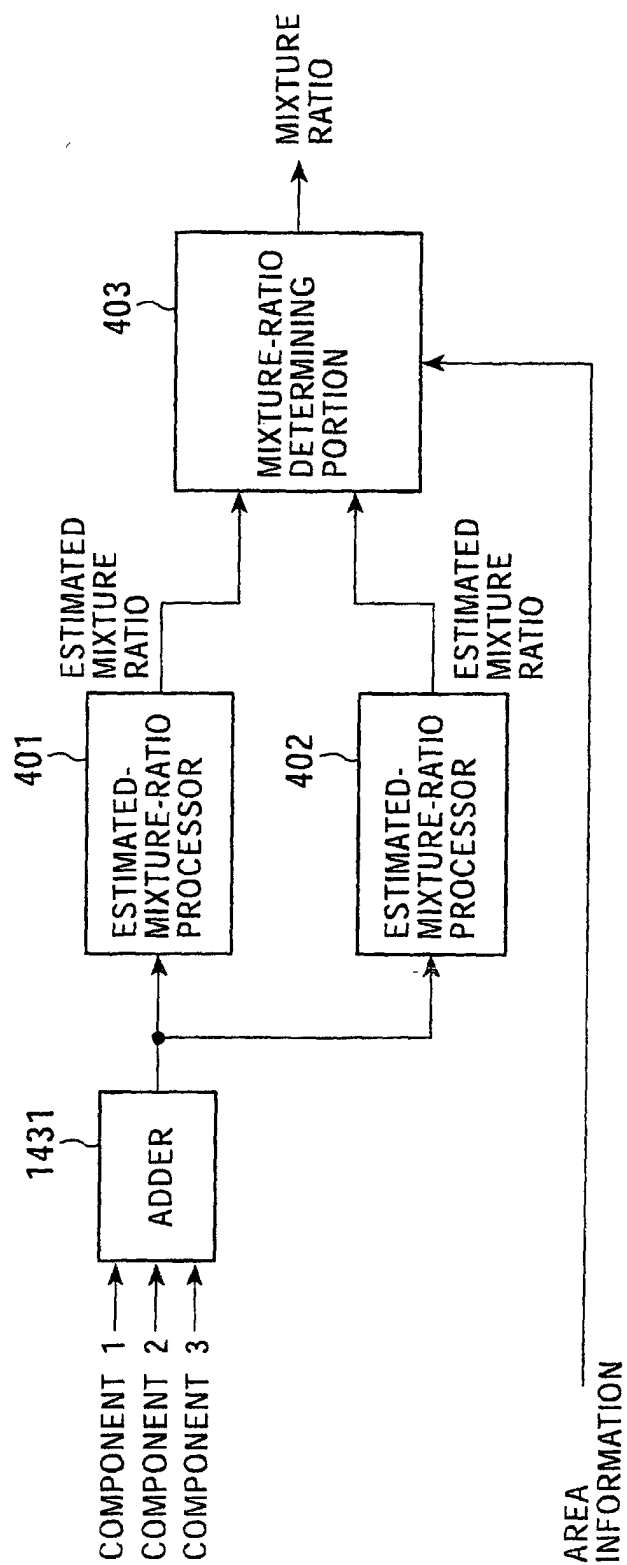 COMPONENT 1
COMPONENT 2
COMPONENT 3
1431
ADDER
401
ESTIMATED-
MIXTURE-RATIO
PROCESSOR
ESTIMATED
MIXTURE
RATIO
402
ESTIMATED-
MIXTURE-RATIO
PROCESSOR
ESTIMATED
MIXTURE
RATIO
403
MIXTURE-RATIO
DETERMINING
PORTION
MIXTURE
RATIO
AREA
INFORMATION